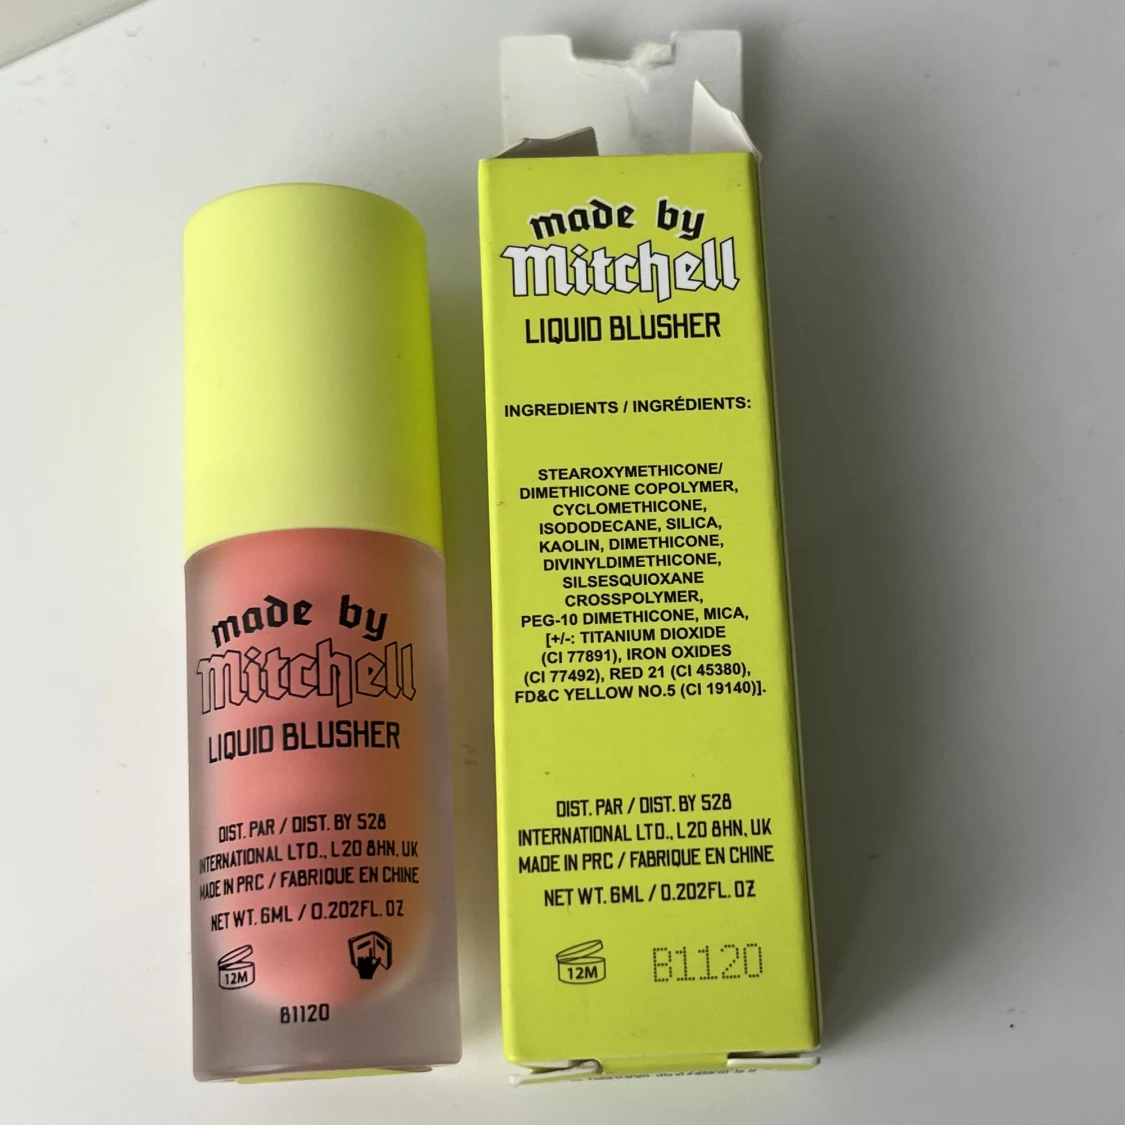 made by
Mitchell
LIQUID BLUSHER
DIST. PAR / DIST. BY 528
INTERNATIONAL LTD., L20 8HN, UK
MADE IN PRC / FABRIQUE EN CHINE
NET WT. 6ML / 0.202FL. OZ
12M
B1120
made by
Mitchell
LIQUID BLUSHER
INGREDIENTS / INGRÉDIENTS:
STEAROXYMETHICONE/
DIMETHICONE COPOLYMER,
CYCLOMETHICONE,
ISODODECANE, SILICA,
KAOLIN, DIMETHICONE,
DIVINYLDIMETHICONE,
SILSESQUIOXANE
CROSSPOLYMER,
PEG-10 DIMETHICONE, MICA,
[+/-: TITANIUM DIOXIDE
(CI 77891), IRON OXIDES
(CI 77492), RED 21 (CI 45380),
FD&C YELLOW NO.5 (CI 19140)].
DIST. PAR / DIST. BY 528
INTERNATIONAL LTD., L20 8HN, UK
MADE IN PRC / FABRIQUE EN CHINE
NET WT. 6ML / 0.202FL. OZ
12M
B1120